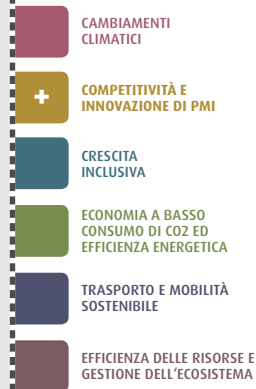 CAMBIAMENTI
CLIMATICI
+
COMPETITIVITÀ E
INNOVAZIONE DI PMI
CRESCITA
INCLUSIVA
ECONOMIA A BASSO
CONSUMO DI CO2 ED
EFFICIENZA ENERGETICA
TRASPORTO E MOBILITÀ
SOSTENIBILE
EFFICIENZA DELLE RISORSE E
GESTIONE DELL'ECOSISTEMA